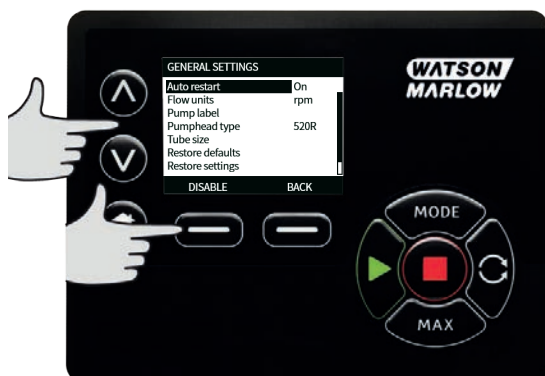 GENERAL SETTINGS
Auto restart On
Flow units rpm
Pump label
Pumphead type 520R
Tube size
Restore defaults
Restore settings
DISABLE BACK
WATSON
MARLOW
MODE
MAX